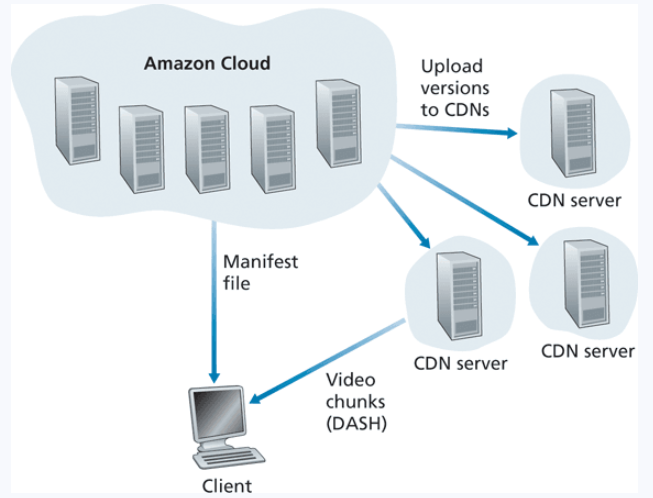 Amazon Cloud
Upload
versions
to CDNs
CDN server
Manifest
file
CDN server
CDN server
Video
chunks
(DASH)
Client